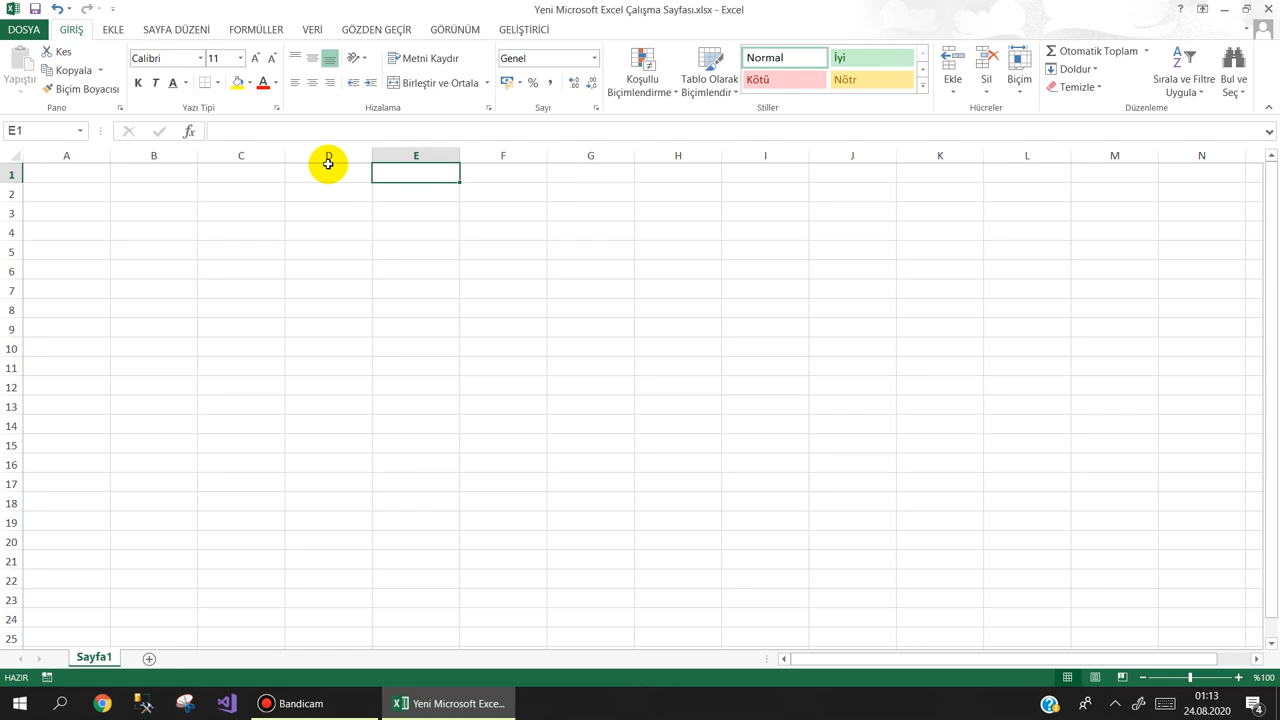 Yeni Microsoft Excel Çalışma Sayfası.xlsx - Excel
DOSYA GİRİŞ EKLE SAYFA DÜZENİ FORMÜLLER VERİ GÖZDEN GEÇİR GÖRÜNÜM GELİŞTİRİCİ
Yapıştır
Kes
Kopyala
Biçim Boyacısı
Pano
Calibri 11
K T A
Yazı Tipi
Metni Kaydır
Birleştir ve Ortala
Hizalama
Genel
%
Sayı
Koşullu Biçimlendirme
Tablo Olarak Biçimlendir
Normal İyi
Kötü Nötr
Stiller
Ekle Sil Biçim
Hücreler
Otomatik Toplam
Doldur
Temizle
Sırala ve Filtre Uygula
Bul ve Seç
Düzenleme
E1 fx
A B C D E F G H I J K L M N
1
2
3
4
5
6
7
8
9
10
11
12
13
14
15
16
17
18
19
20
21
22
23
24
25
Sayfa1
HAZIR %100
Bandicam Yeni Microsoft Exce... 01:13
24.08.2020 4